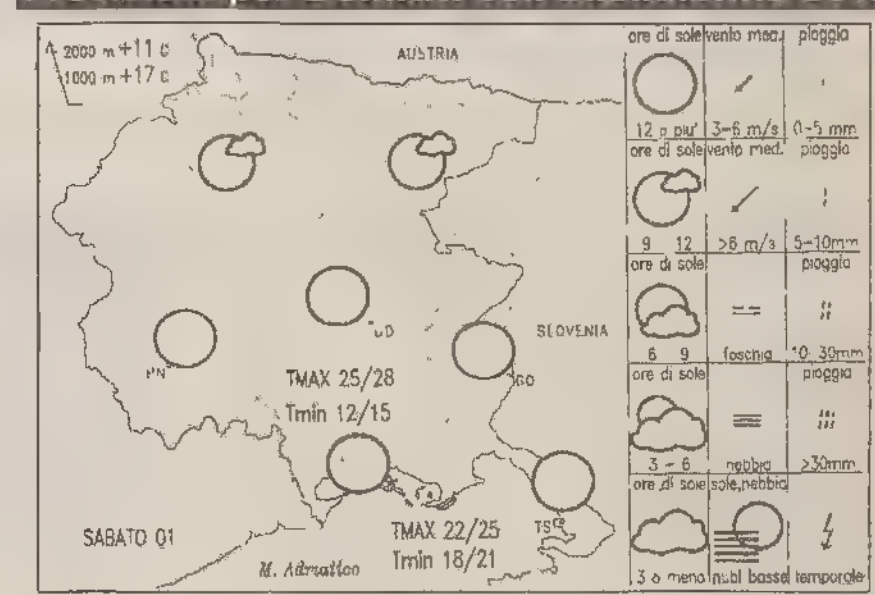 2000 m +11 c
1000 m +17 c
AUSTRIA
SLOVENIA
UD
PN
GO
TMAX 25/28
Tmin 12/15
TS
TMAX 22/25
Tmin 18/21
SABATO 01
M. Adriatico
ore di sole vento med. pioggia
12 o piu' 3-6 m/s 0-5 mm
ore di sole vento med. pioggia
9 12 >6 m/s 5-10mm
ore di sole pioggia
6 9 foschia 10-30mm
ore di sole pioggia
3 - 6 nebbia >30mm
ore di sole sole,nebbia
3 o meno nubi basse temporale